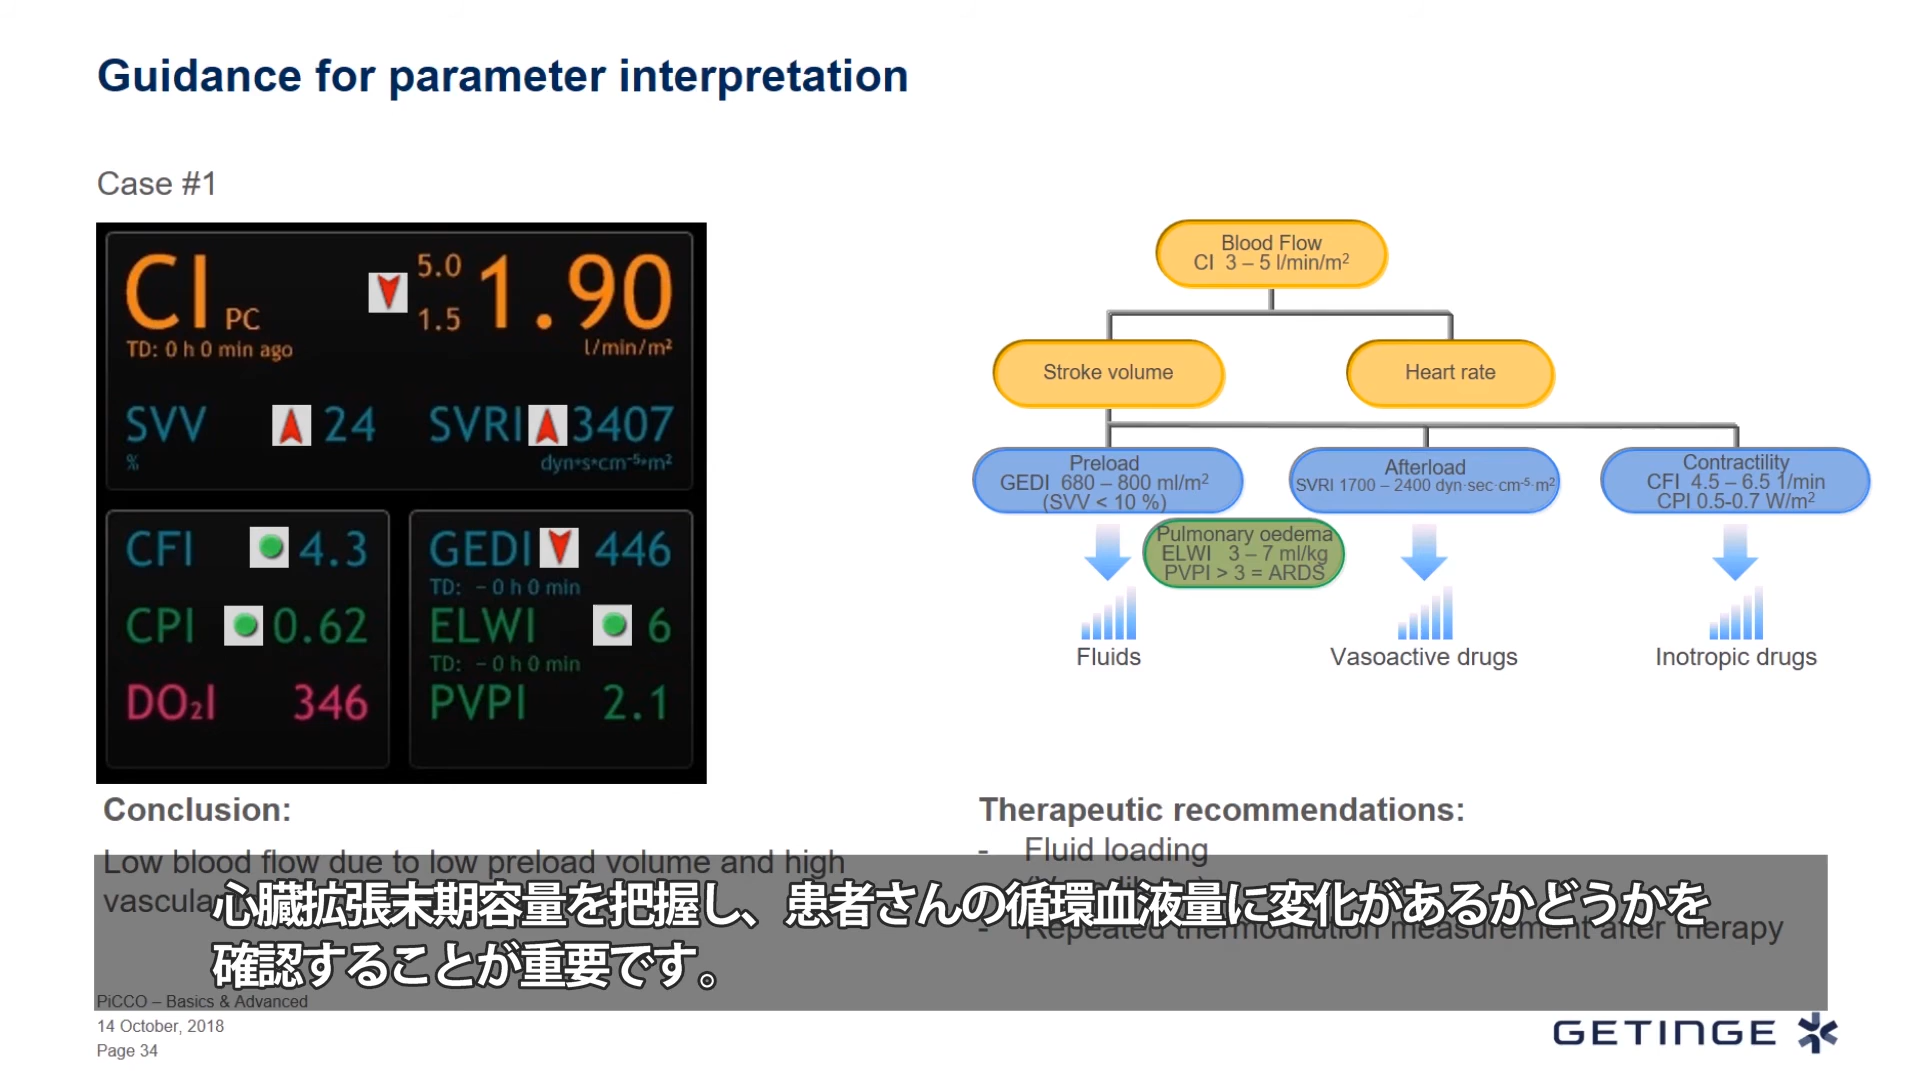 Guidance for parameter interpretation
Case #1
CI PC 5.0 1.5 1.90
TD: 0 h 0 min ago l/min/m²
SVV 24 SVRI 3407
% dyn•s•cm⁻⁵•m²
CFI 4.3
CPI 0.62
DO₂I 346
GEDI 446
TD: – 0 h 0 min
ELWI 6
TD: – 0 h 0 min
PVPI 2.1
Blood Flow
CI 3 – 5 l/min/m²
Stroke volume
Heart rate
Preload
GEDI 680 – 800 ml/m²
(SVV < 10 %)
Afterload
SVRI 1700 – 2400 dyn·sec·cm⁻⁵·m²
Contractility
CFI 4.5 – 6.5 1/min
CPI 0.5-0.7 W/m²
Pulmonary oedema
ELWI 3 – 7 ml/kg
PVPI > 3 = ARDS
Fluids
Vasoactive drugs
Inotropic drugs
Conclusion:
Low blood flow due to low preload volume and high
Therapeutic recommendations:
- Fluid loading
- Repeated thermodilution measurement after therapy
心臓拡張末期容量を把握し、患者さんの循環血液量に変化があるかどうかを
確認することが重要です。
PiCCO – Basics & Advanced
14 October, 2018
Page 34
GETINGE